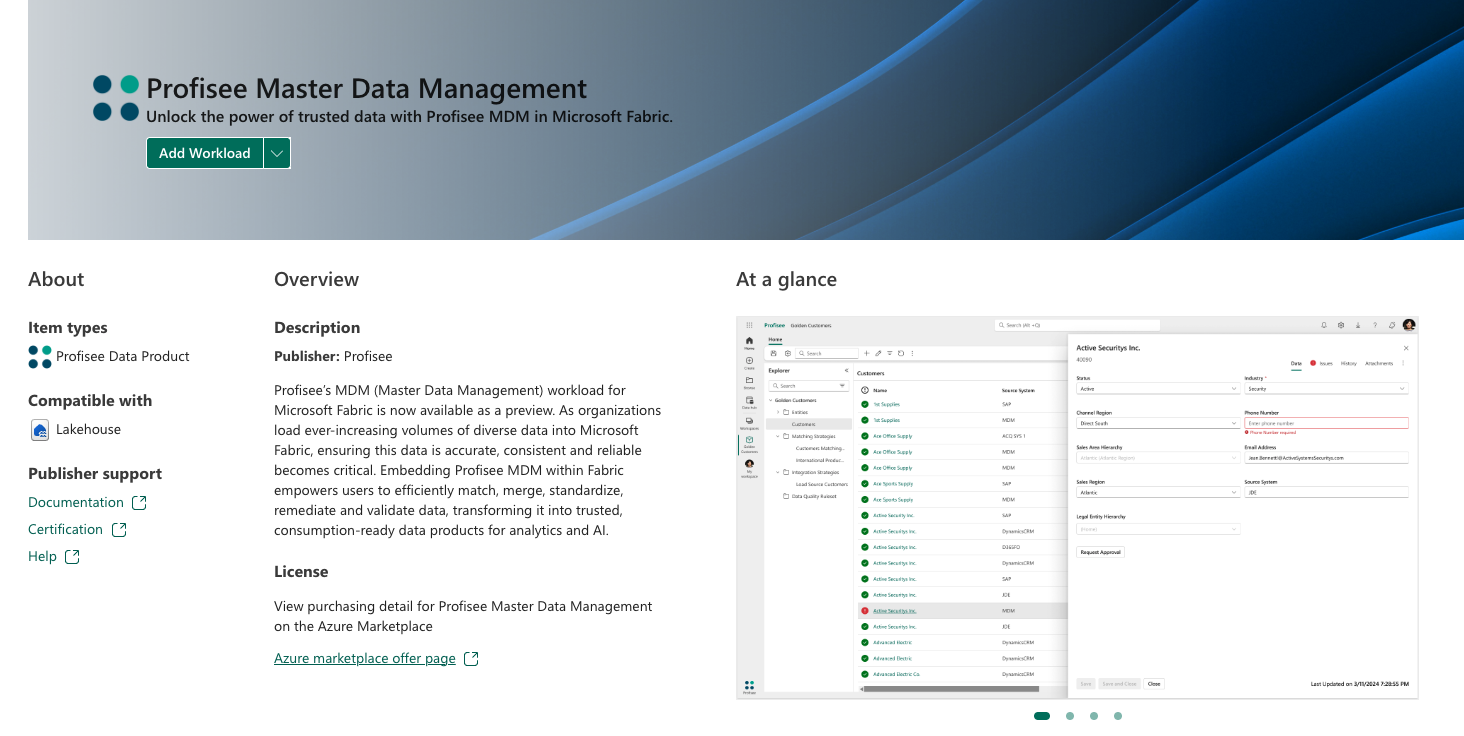 Profisee Master Data Management
Unlock the power of trusted data with Profisee MDM in Microsoft Fabric.
Add Workload
About
Item types
Profisee Data Product
Compatible with
Lakehouse
Publisher support
Documentation
Certification
Help
Overview
Description
Publisher: Profisee
Profisee's MDM (Master Data Management) workload for
Microsoft Fabric is now available as a preview. As organizations
load ever-increasing volumes of diverse data into Microsoft
Fabric, ensuring this data is accurate, consistent and reliable
becomes critical. Embedding Profisee MDM within Fabric
empowers users to efficiently match, merge, standardize,
remediate and validate data, transforming it into trusted,
consumption-ready data products for analytics and AI.
License
View purchasing detail for Profisee Master Data Management
on the Azure Marketplace
Azure marketplace offer page
At a glance
Profisee Golden Customers
Search (Alt +Q)
Home
Search
Home
Create
Browse
Workspaces
Golden Customers
My workspace
Profisee
Explorer
Search
Golden Customers
Entities
Customers
Matching Strategies
Customers Matching...
International Produc...
Integration Strategies
Lead Source Customers
Data Quality Ruleset
Customers
Name Source System
1st Supplies SAP
1st Supplies MDM
Ace Office Supply ACQ SYS 1
Ace Office Supply MDM
Ace Office Supply MDM
Ace Sports Supply SAP
Ace Sports Supply MDM
Active Security Inc. SAP
Active Securitys Inc. DynamicsCRM
Active Securitys Inc. D365FO
Active Securitys Inc. DynamicsCRM
Active Securitys Inc. SAP
Active Securitys Inc. JDE
Active Securitys Inc. MDM
Active Securitys Inc. JDE
Advanced Electric DynamicsCRM
Advanced Electric DynamicsCRM
Advanced Electric Co. DynamicsCRM
Active Securitys Inc.
40090
Data Issues History Attachments
Status
Active
Industry *
Security
Channel Region
Direct South
Phone Number
Enter phone number
Phone Number required
Sales Area Hierarchy
Email Address
Jean.Bennett@ActiveSystemsSecuritys.com
Sales Region
Atlantic
Source System
JDE
Legal Entity Hierarchy
Request Approval
Save Save and Close Close
Last Updated on 3/11/2024 7:28:55 PM